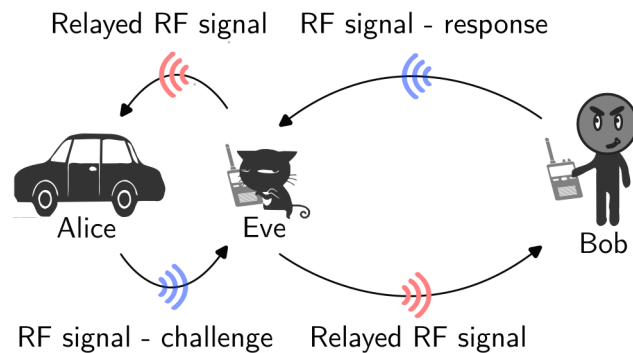 Relayed RF signal
RF signal - response
Alice
Eve
Bob
RF signal - challenge
Relayed RF signal